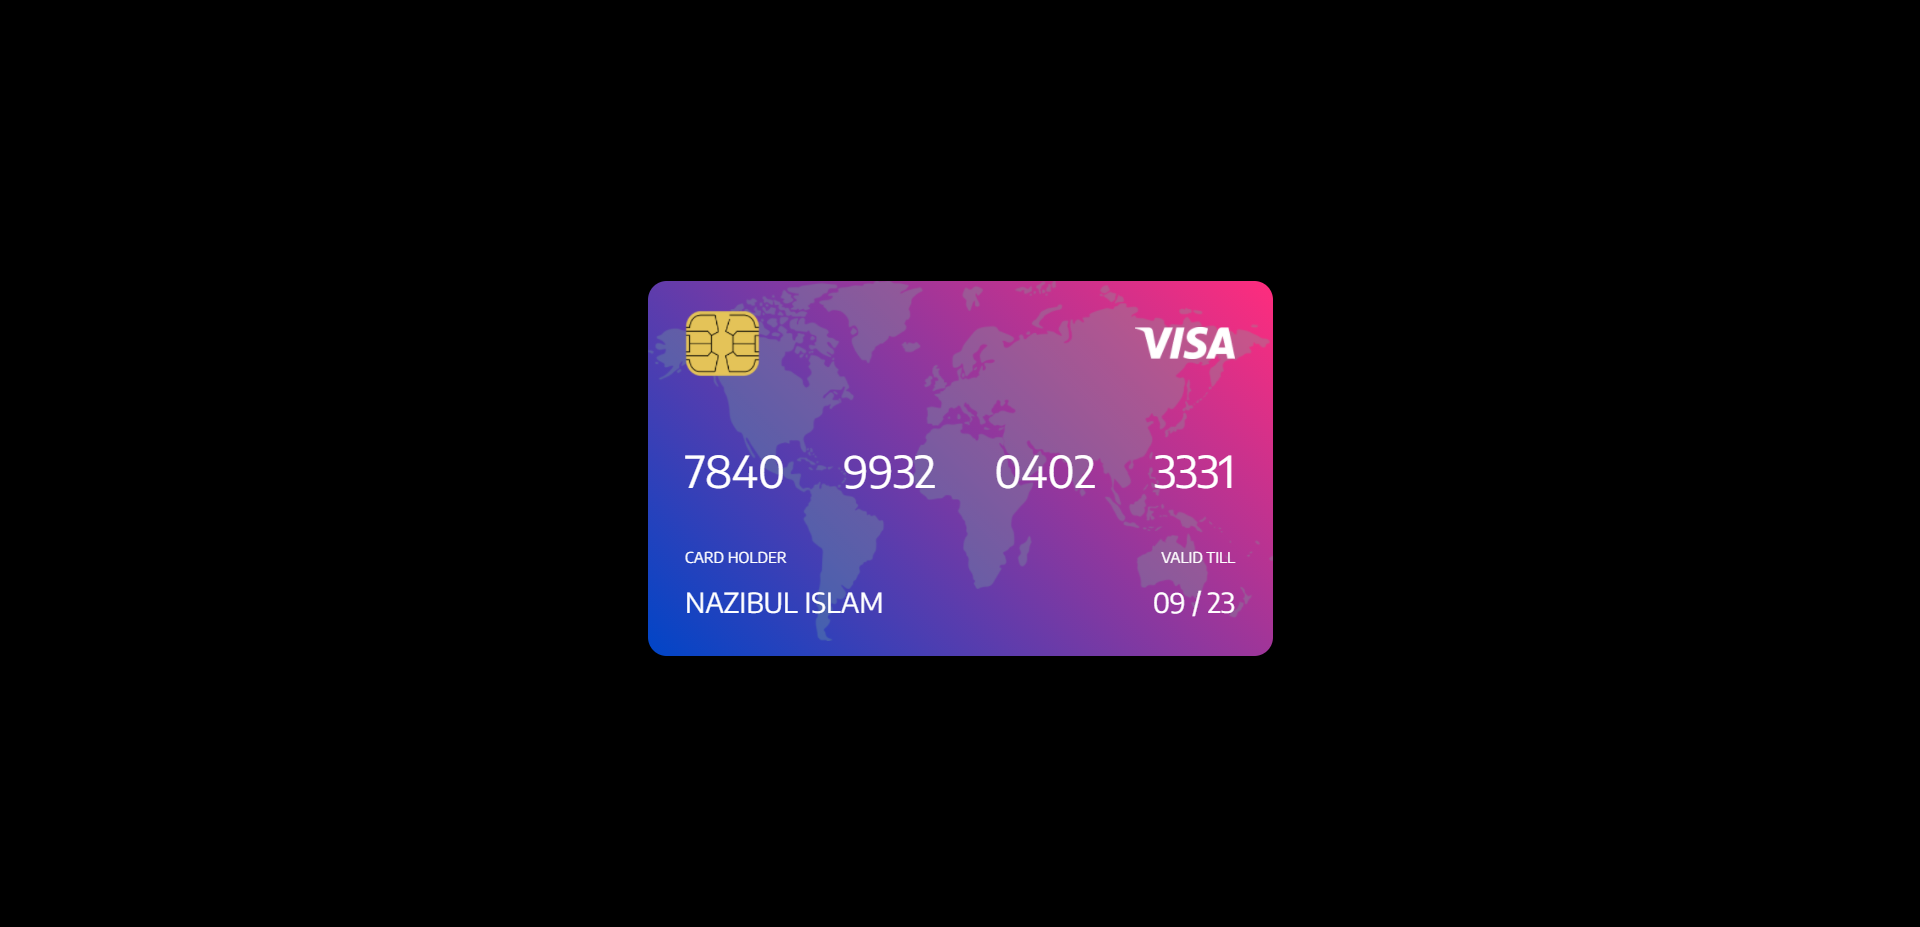 VISA
7840 9932 0402 3331
CARD HOLDER VALID TILL
NAZIBUL ISLAM 09 / 23